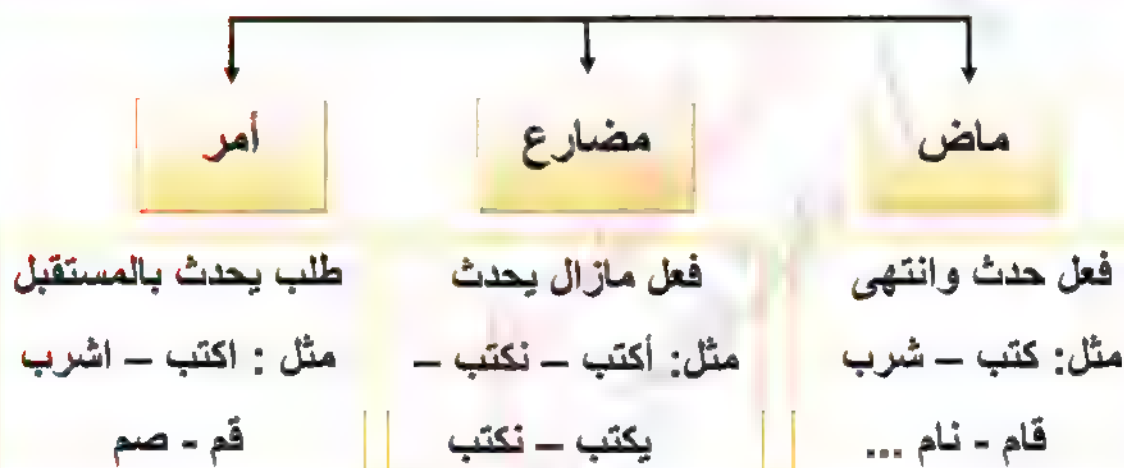 ماض
مضارع
أمر
فعل حدث وانتهى
مثل: كتب – شرب
قام - نام ...
فعل مازال يحدث
مثل: أكتب – نكتب –
يكتب – نكتب
طلب يحدث بالمستقبل
مثل : اكتب – اشرب
قم - صم